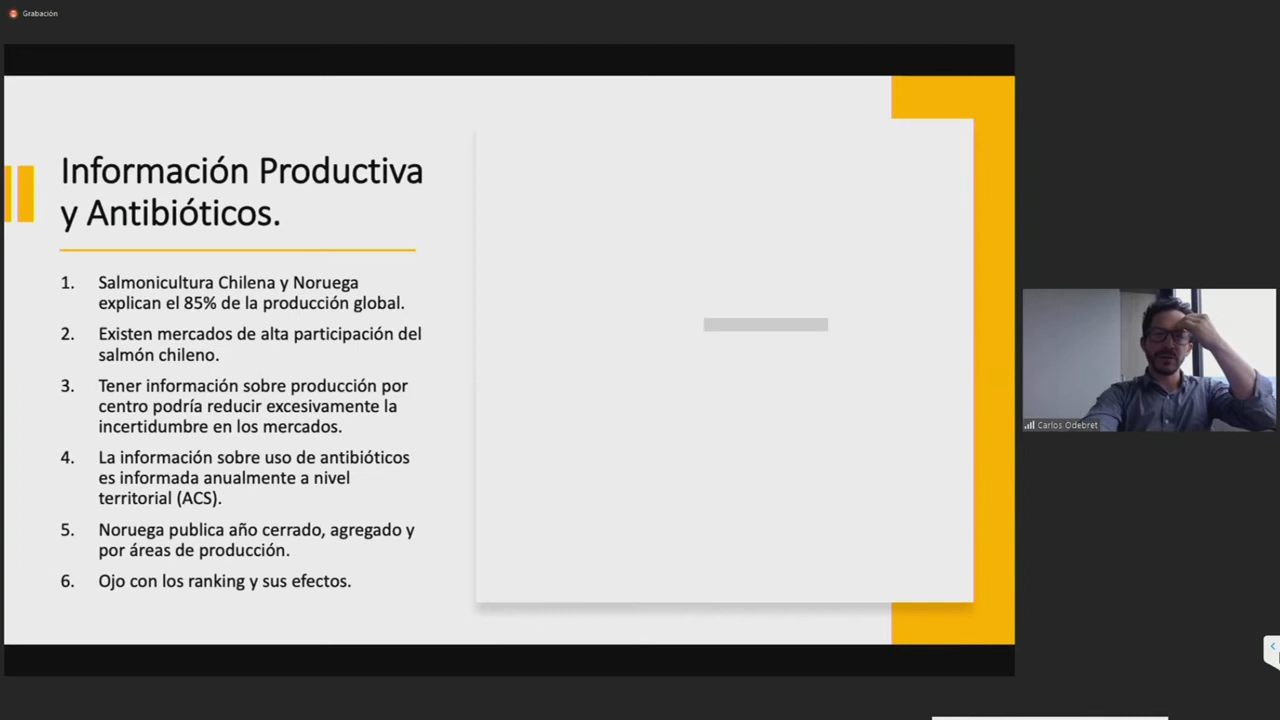 Grabación
Información Productiva
y Antibióticos.
1. Salmonicultura Chilena y Noruega
explican el 85% de la producción global.
2. Existen mercados de alta participación del
salmón chileno.
3. Tener información sobre producción por
centro podría reducir excesivamente la
incertidumbre en los mercados.
4. La información sobre uso de antibióticos
es informada anualmente a nivel
territorial (ACS).
5. Noruega publica año cerrado, agregado y
por áreas de producción.
6. Ojo con los ranking y sus efectos.
Carlos Odebret